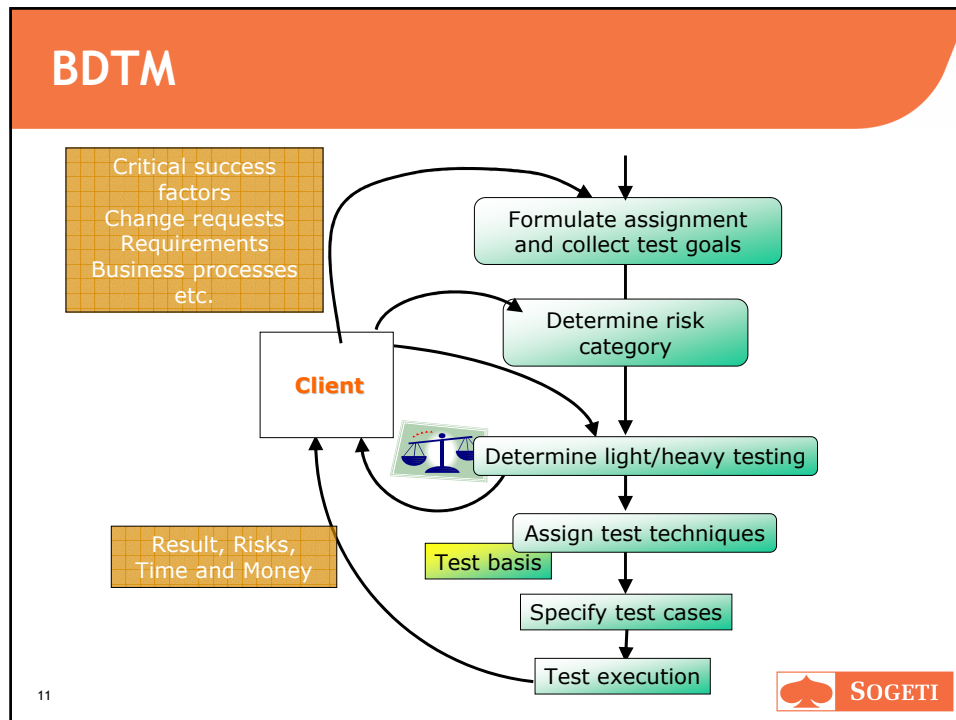 BDTM
Critical success
factors
Change requests
Requirements
Business processes
etc.
Formulate assignment
and collect test goals
Determine risk
category
Client
Determine light/heavy testing
Assign test techniques
Result, Risks,
Time and Money
Test basis
Specify test cases
Test execution
11
SOGETI